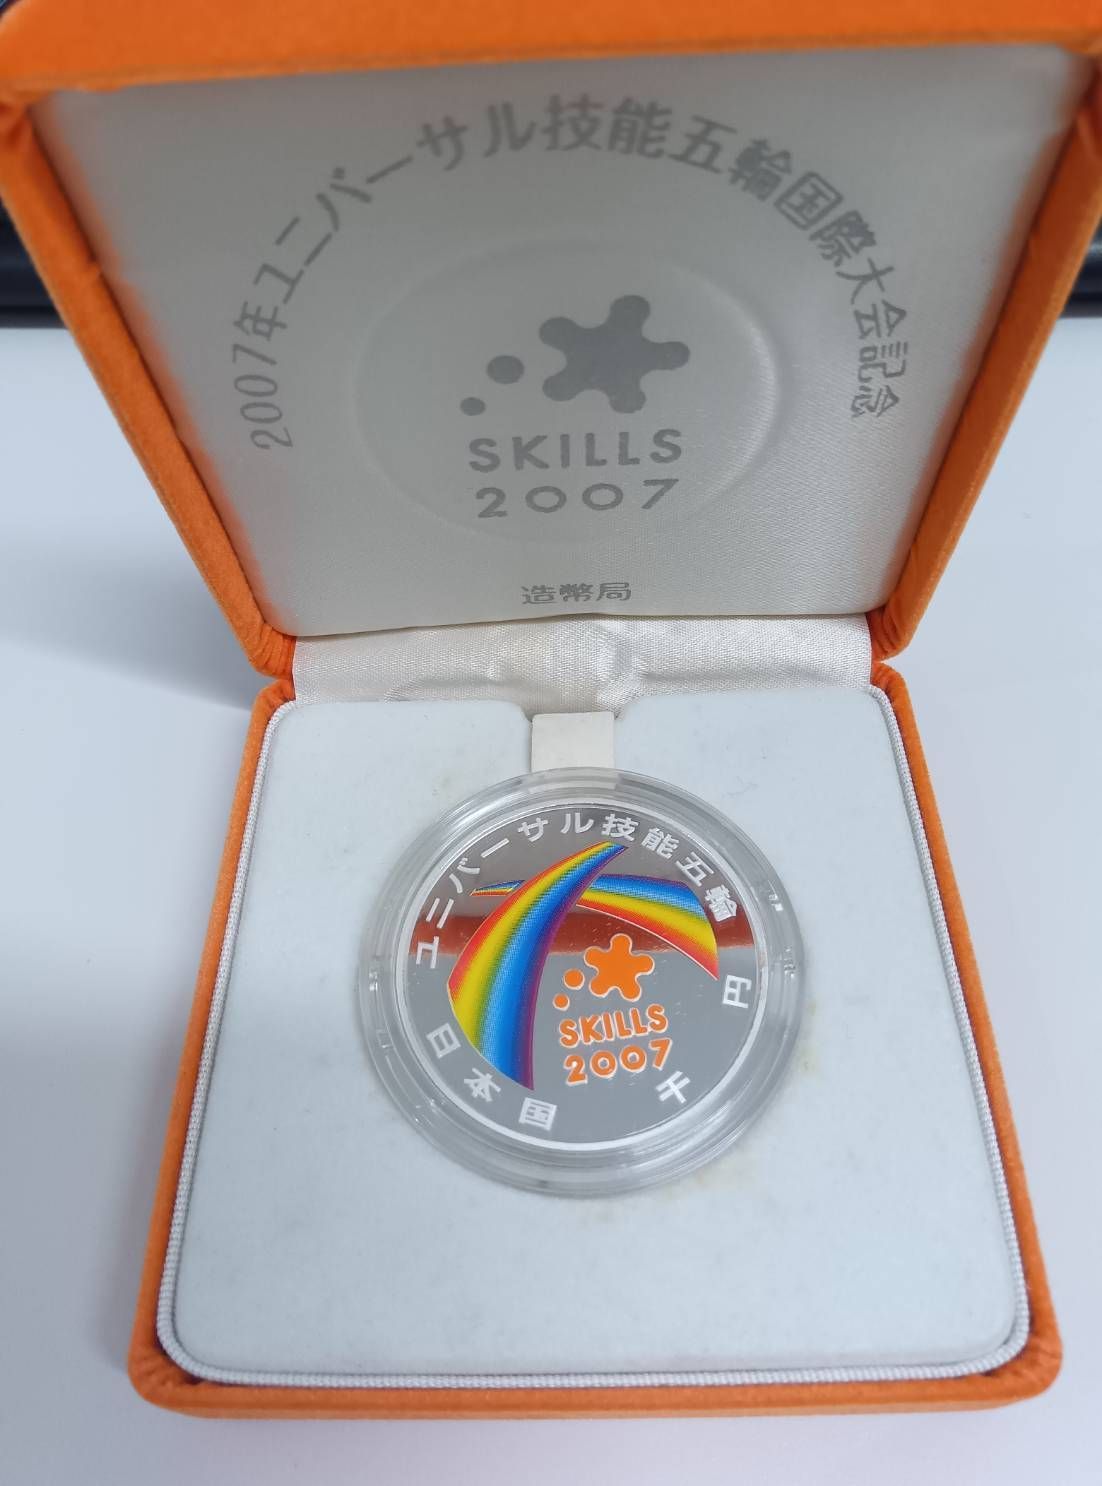 2007年ユニバーサル技能五輪国際大会記念
SKILLS
2007
造幣局
ユニバーサル技能五輪
SKILLS
2007
日本国 千円